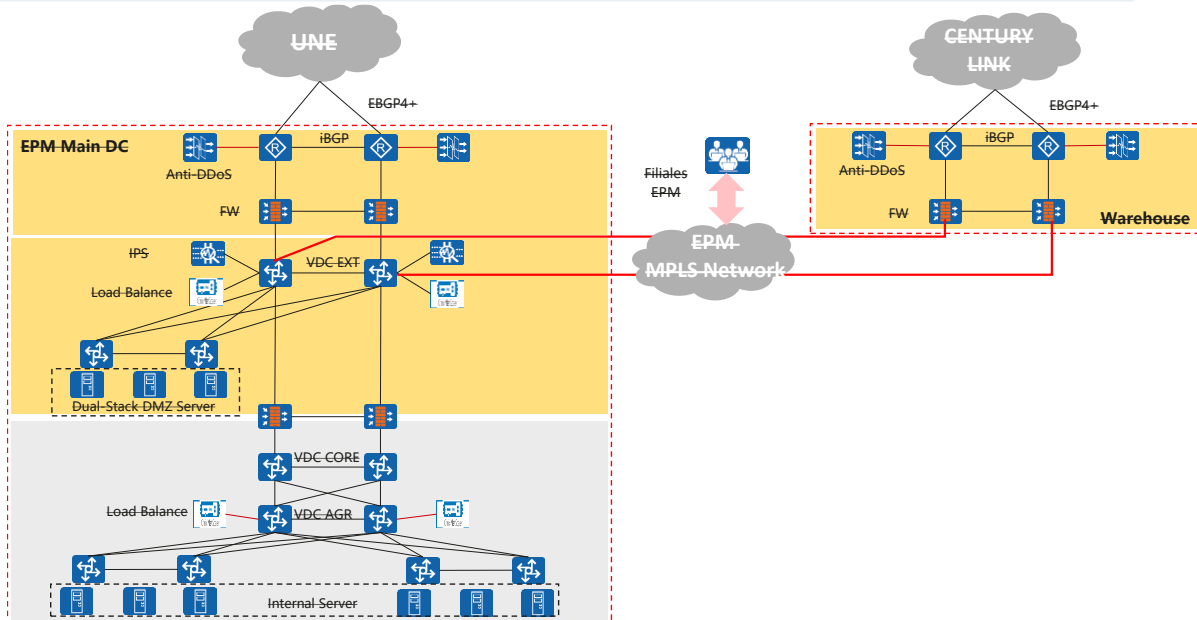 UNE
CENTURY
LINK
EBGP4+
EBGP4+
EPM Main DC
iBGP
iBGP
Anti-DDoS
Anti-DDoS
Filiales
EPM
FW
FW
Warehouse
IPS
VDC EXT
EPM
MPLS Network
Load Balance
Dual-Stack DMZ Server
VDC CORE
Load Balance
VDC AGR
Internal Server
R
R
R
R